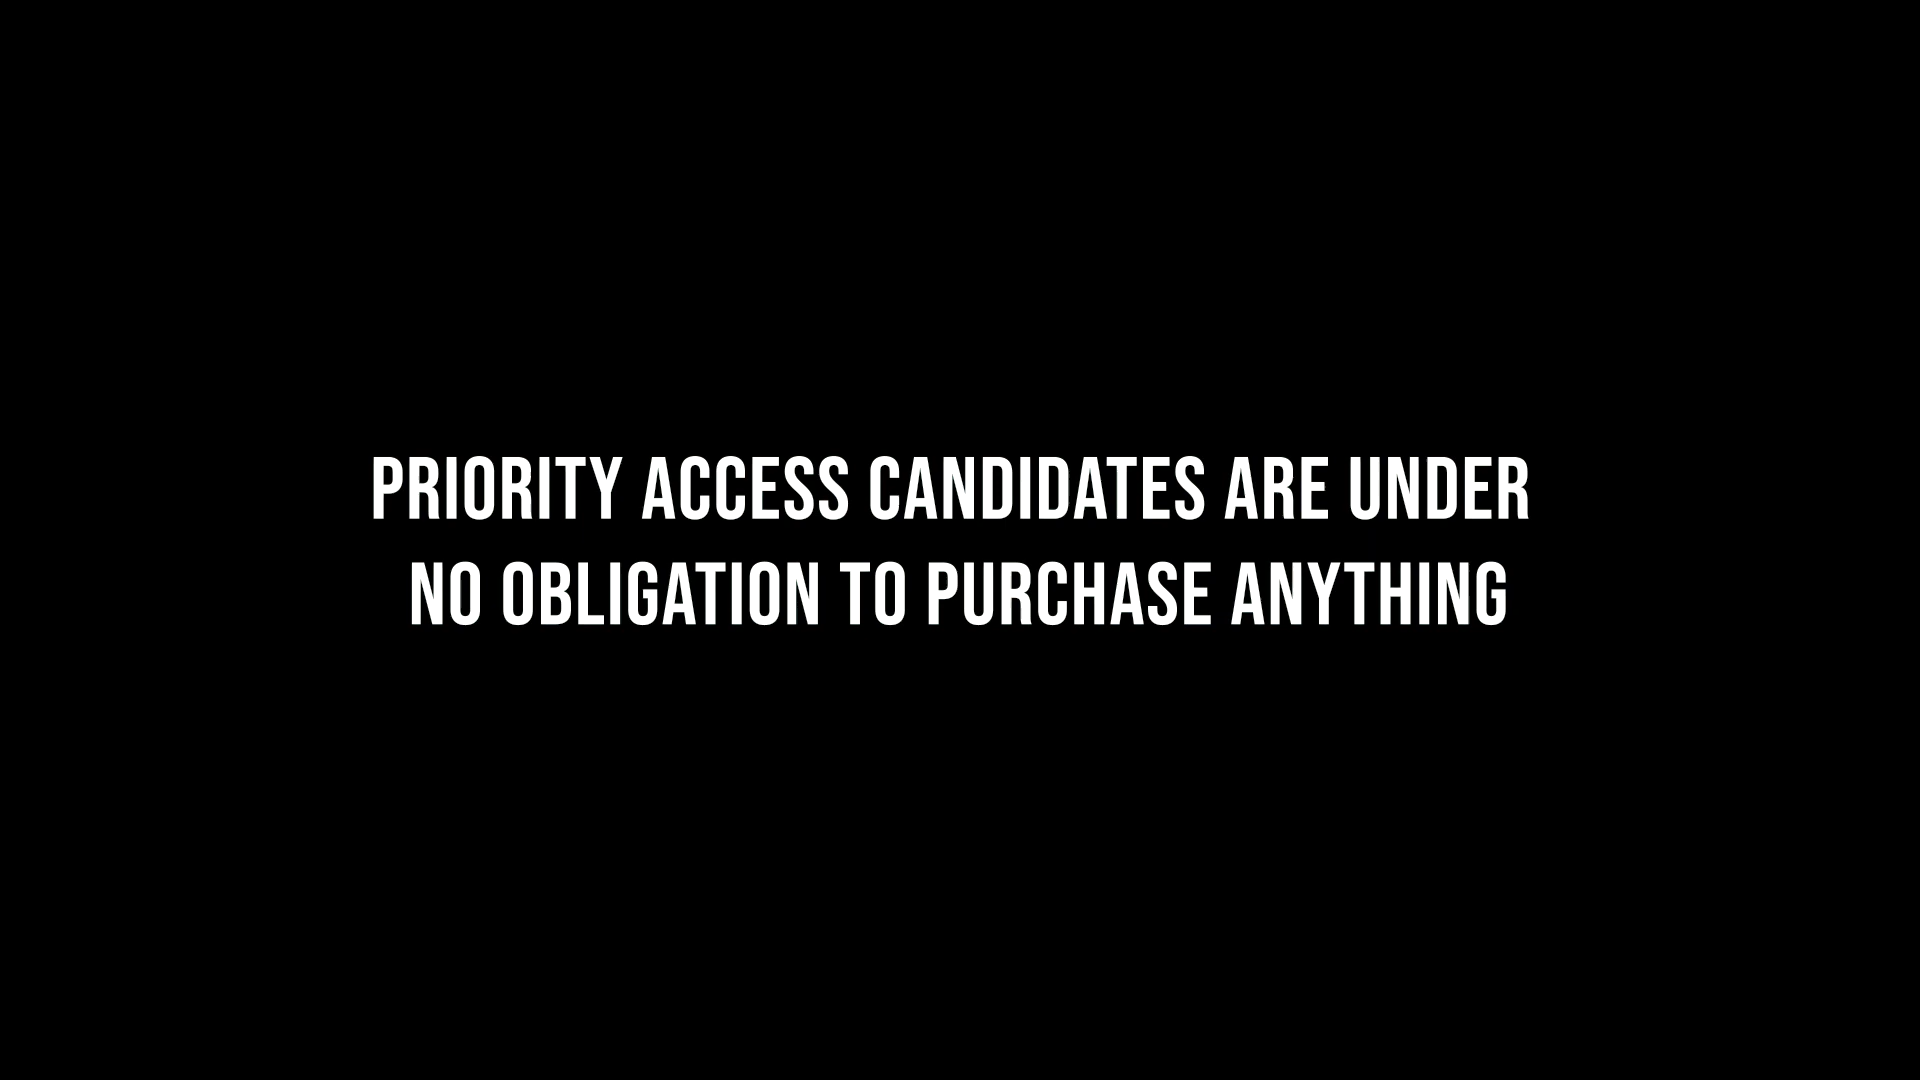 PRIORITY ACCESS CANDIDATES ARE UNDER
NO OBLIGATION TO PURCHASE ANYTHING